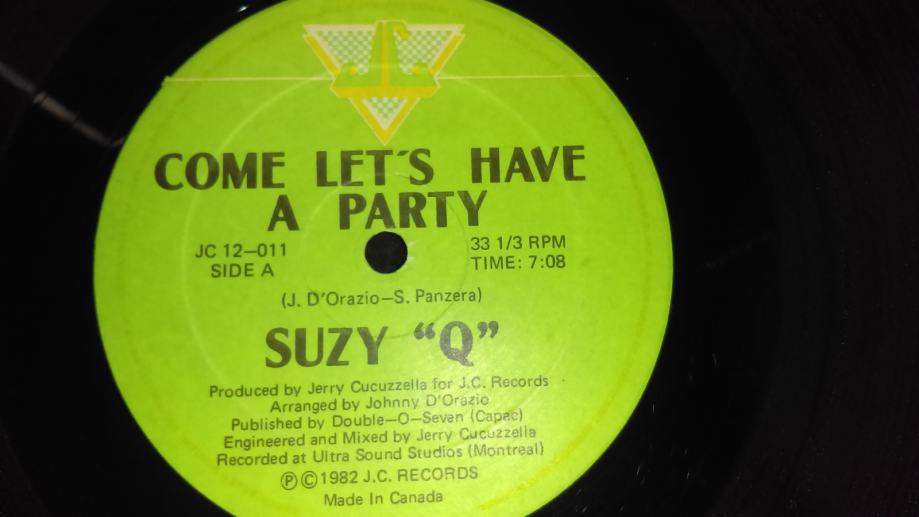 COME LET'S HAVE
A PARTY
JC 12-011
SIDE A
33 1/3 RPM
TIME: 7:08
(J. D'Orazio-S. Panzera)
SUZY "Q"
Produced by Jerry Cucuzzella for J.C. Records
Arranged by Johnny D'Orazio
Published by Double-O-Seven (Capac)
Engineered and Mixed by Jerry Cucuzzella
Recorded at Ultra Sound Studios (Montreal)
℗©1982 J.C. RECORDS
Made In Canada